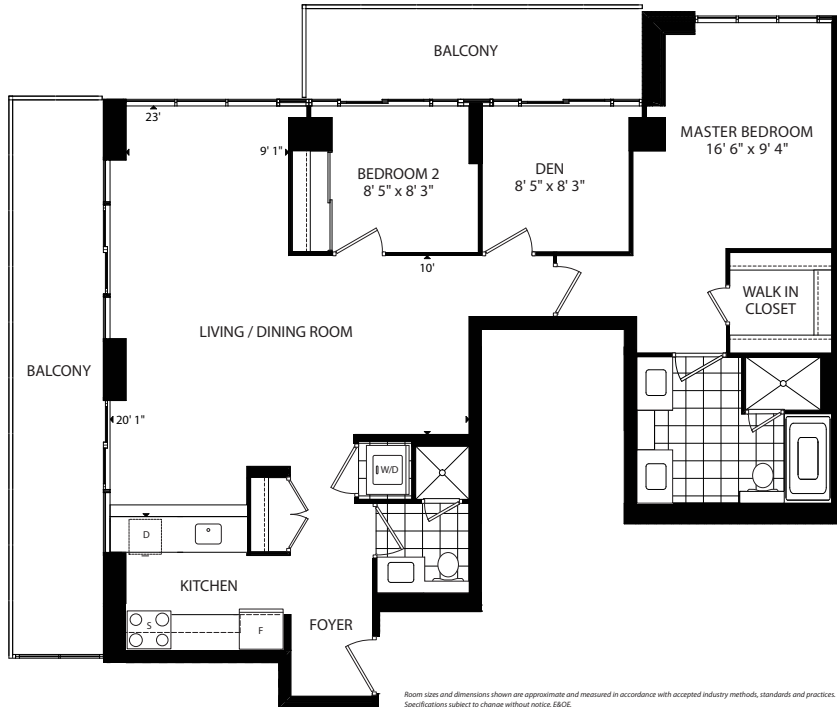 BALCONY
23'
9' 1"
BEDROOM 2
8' 5" x 8' 3"
DEN
8' 5" x 8' 3"
MASTER BEDROOM
16' 6" x 9' 4"
10'
WALK IN
CLOSET
LIVING / DINING ROOM
BALCONY
20' 1"
W/D
D
KITCHEN
S
F
FOYER
Room sizes and dimensions shown are approximate and measured in accordance with accepted industry methods, standards and practices.
Specifications subject to change without notice. E&OE.